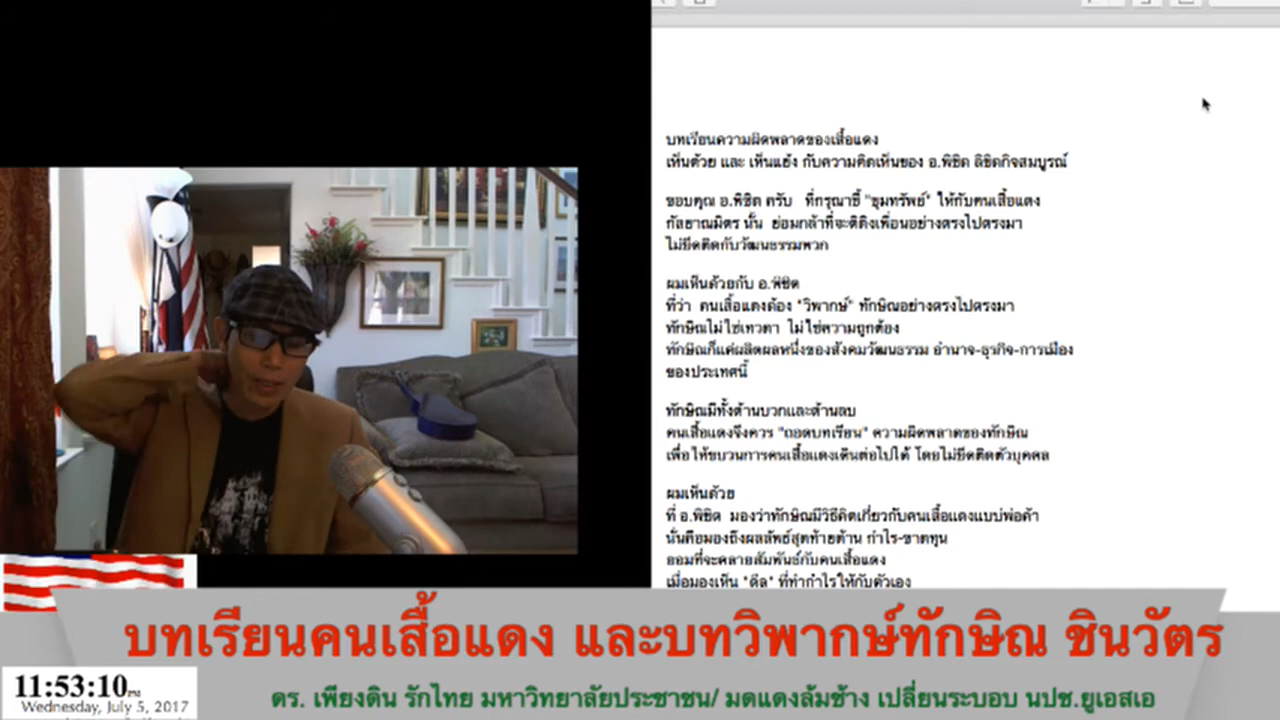 บทเรียนความผิดพลาดของเสื้อแดง
เห็นด้วย และ เห็นแย้ง กับความคิดเห็นของ อ.พิชิต ลิขิตกิจสมบูรณ์
ขอบคุณ อ.พิชิต ครับ ที่กรุณาชี้ "ขุมทรัพย์" ให้กับคนเสื้อแดง
กัลยาณมิตร นั้น ย่อมกล้าที่จะติติงเพื่อนอย่างตรงไปตรงมา
ไม่ยึดติดกับวัฒนธรรมพวก
ผมเห็นด้วยกับ อ.พิชิต
ที่ว่า คนเสื้อแดงต้อง "วิพากษ์" ทักษิณอย่างตรงไปตรงมา
ทักษิณไม่ใช่เทวดา ไม่ใช่ความถูกต้อง
ทักษิณก็แค่ผลิตผลหนึ่งของสังคมวัฒนธรรม อำนาจ-ธุรกิจ-การเมือง
ของประเทศนี้
ทักษิณมีทั้งด้านบวกและด้านลบ
คนเสื้อแดงจึงควร "ถอดบทเรียน" ความผิดพลาดของทักษิณ
เพื่อให้ขบวนการคนเสื้อแดงเดินต่อไปได้ โดยไม่ยึดติดตัวบุคคล
ผมเห็นด้วย
ที่ อ.พิชิต มองว่าทักษิณมีวิธีคิดเกี่ยวกับคนเสื้อแดงแบบพ่อค้า
นั่นคือมองถึงผลลัพธ์สุดท้ายด้าน กำไร-ขาดทุน
ยอมที่จะคลายสัมพันธ์กับคนเสื้อแดง
เมื่อมองเห็น "ดีล" ที่ทำกำไรให้กับตัวเอง
บทเรียนคนเสื้อแดง และบทวิพากษ์ทักษิณ ชินวัตร
11:53:10 PM
Wednesday, July 5, 2017
ดร. เพียงดิน รักไทย มหาวิทยาลัยประชาชน/ มดแดงล้มช้าง เปลี่ยนระบอบ นปช.ยูเอสเอ